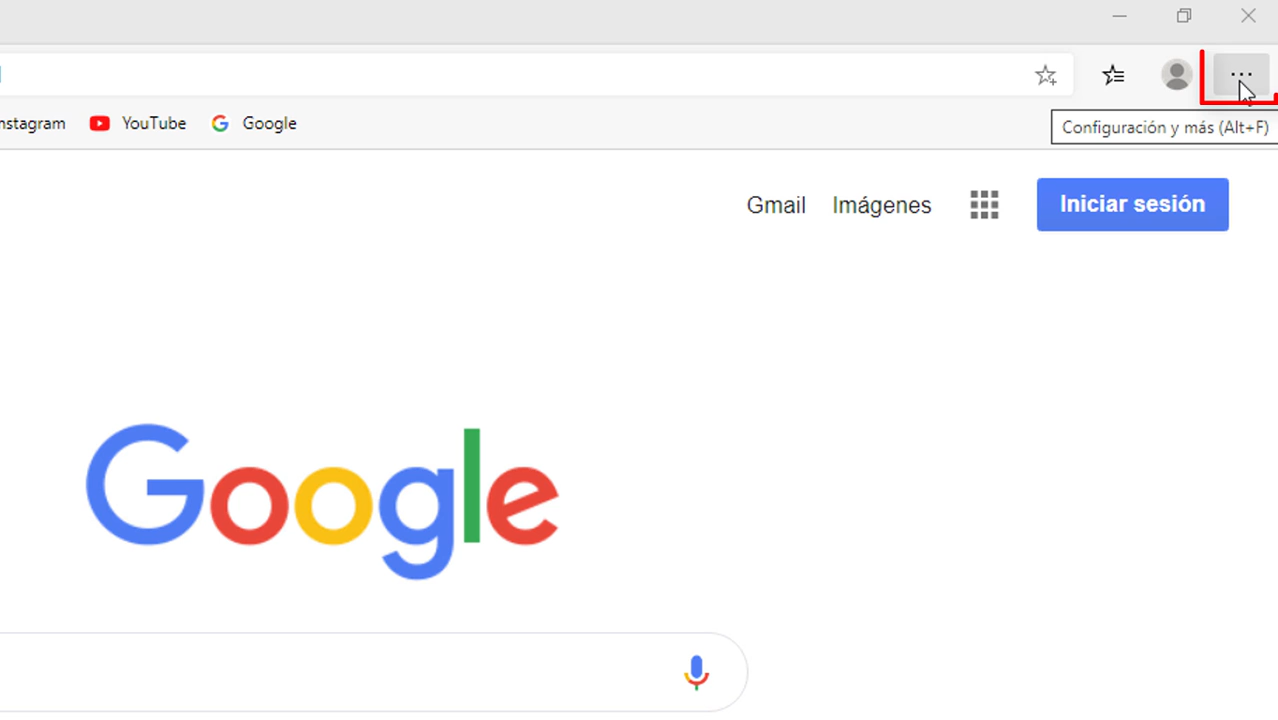 nstagram YouTube Google
Configuración y más (Alt+F)
Gmail Imágenes Iniciar sesión
Google